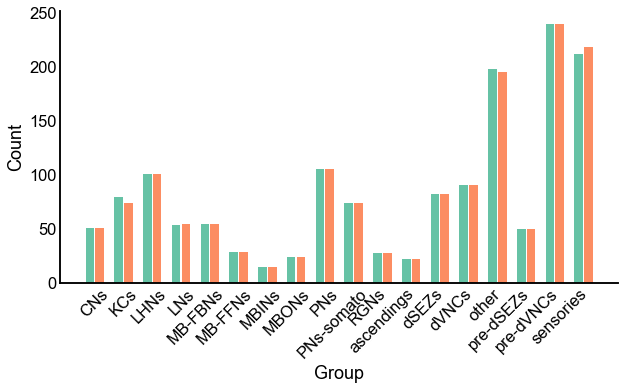 250
200
150
100
50
0
Count
CNs
KCs
LHNs
LNs
MB-FBNs
MB-FFNs
MBINs
MBONs
PNs
PNs-somato
RGNs
ascendings
dSEZs
dVNCs
other
pre-dSEZs
pre-dVNCs
sensories
Group